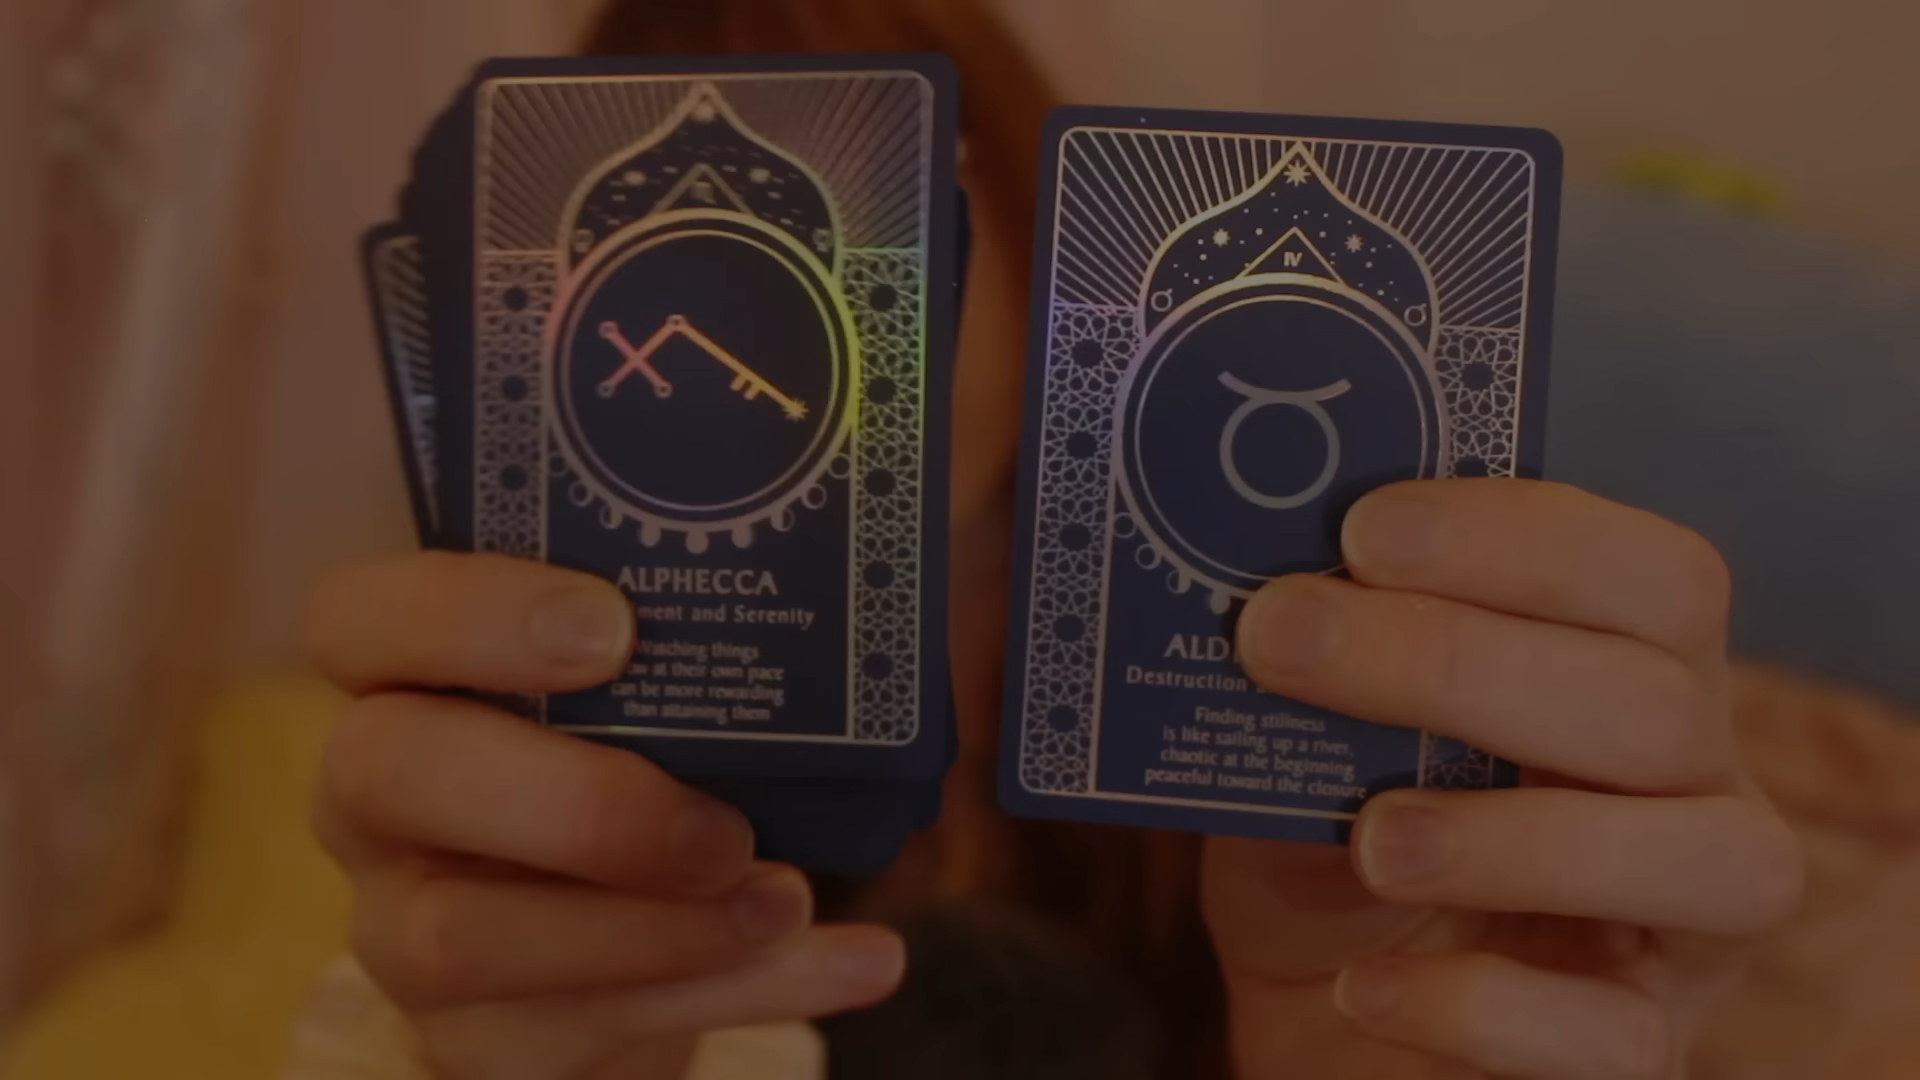 ALPHECCA
ment and Serenity
Watching things
at their own pace
can be more rewarding
than attaining them
IV
ALD
Destruction
Finding stillness
is like sailing up a river,
chaotic at the beginning
peaceful toward the closure